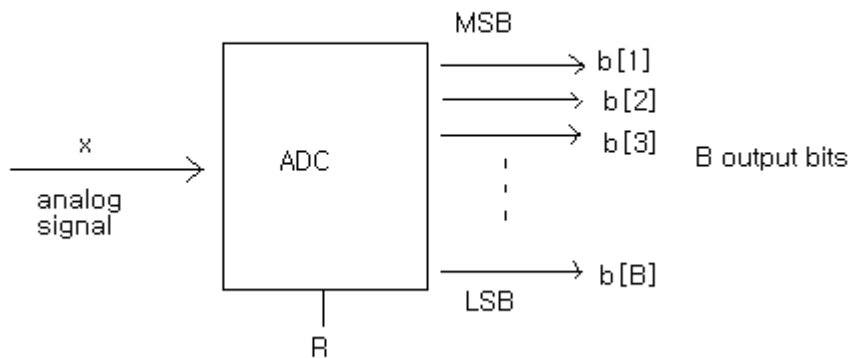 MSB
b[1]
b[2]
b[3]
x
ADC
B output bits
analog
signal
b[B]
LSB
R